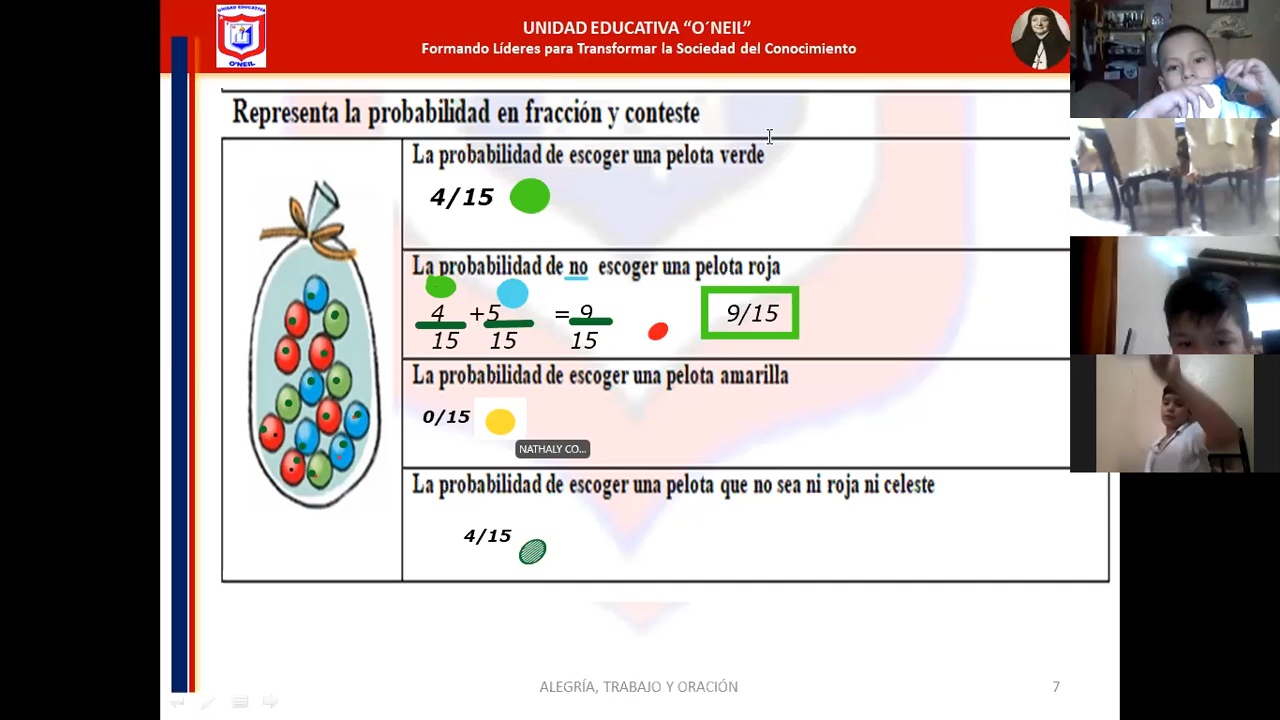 UNIDAD EDUCATIVA
O'NEIL
UNIDAD EDUCATIVA “O´NEIL”
Formando Líderes para Transformar la Sociedad del Conocimiento
Representa la probabilidad en fracción y conteste
La probabilidad de escoger una pelota verde
4/15
La probabilidad de no escoger una pelota roja
4 +5 = 9
15 15 15
9/15
La probabilidad de escoger una pelota amarilla
0/15
NATHALY CO...
La probabilidad de escoger una pelota que no sea ni roja ni celeste
4/15
ALEGRÍA, TRABAJO Y ORACIÓN
7